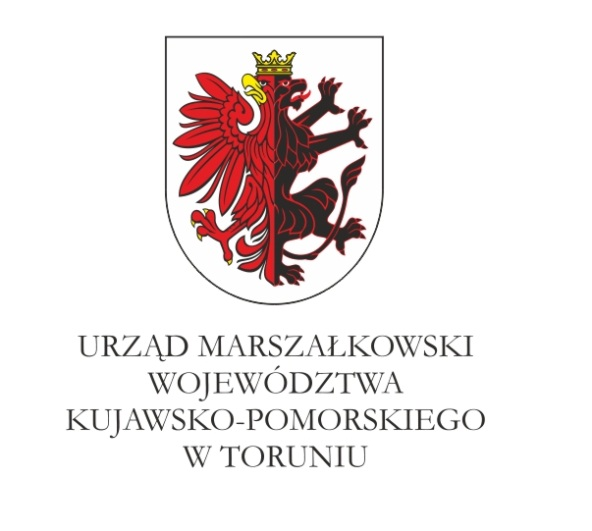 URZĄD MARSZAŁKOWSKI
WOJEWÓDZTWA
KUJAWSKO-POMORSKIEGO
W TORUNIU